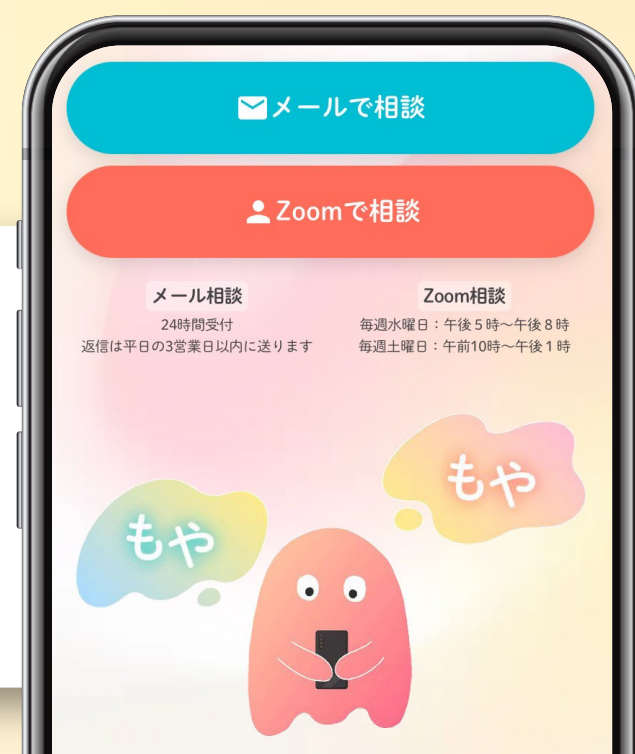 メールで相談
Zoomで相談
メール相談
24時間受付
返信は平日の3営業日以内に送ります
Zoom相談
毎週水曜日：午後５時～午後８時
毎週土曜日：午前10時～午後１時
もや
もや